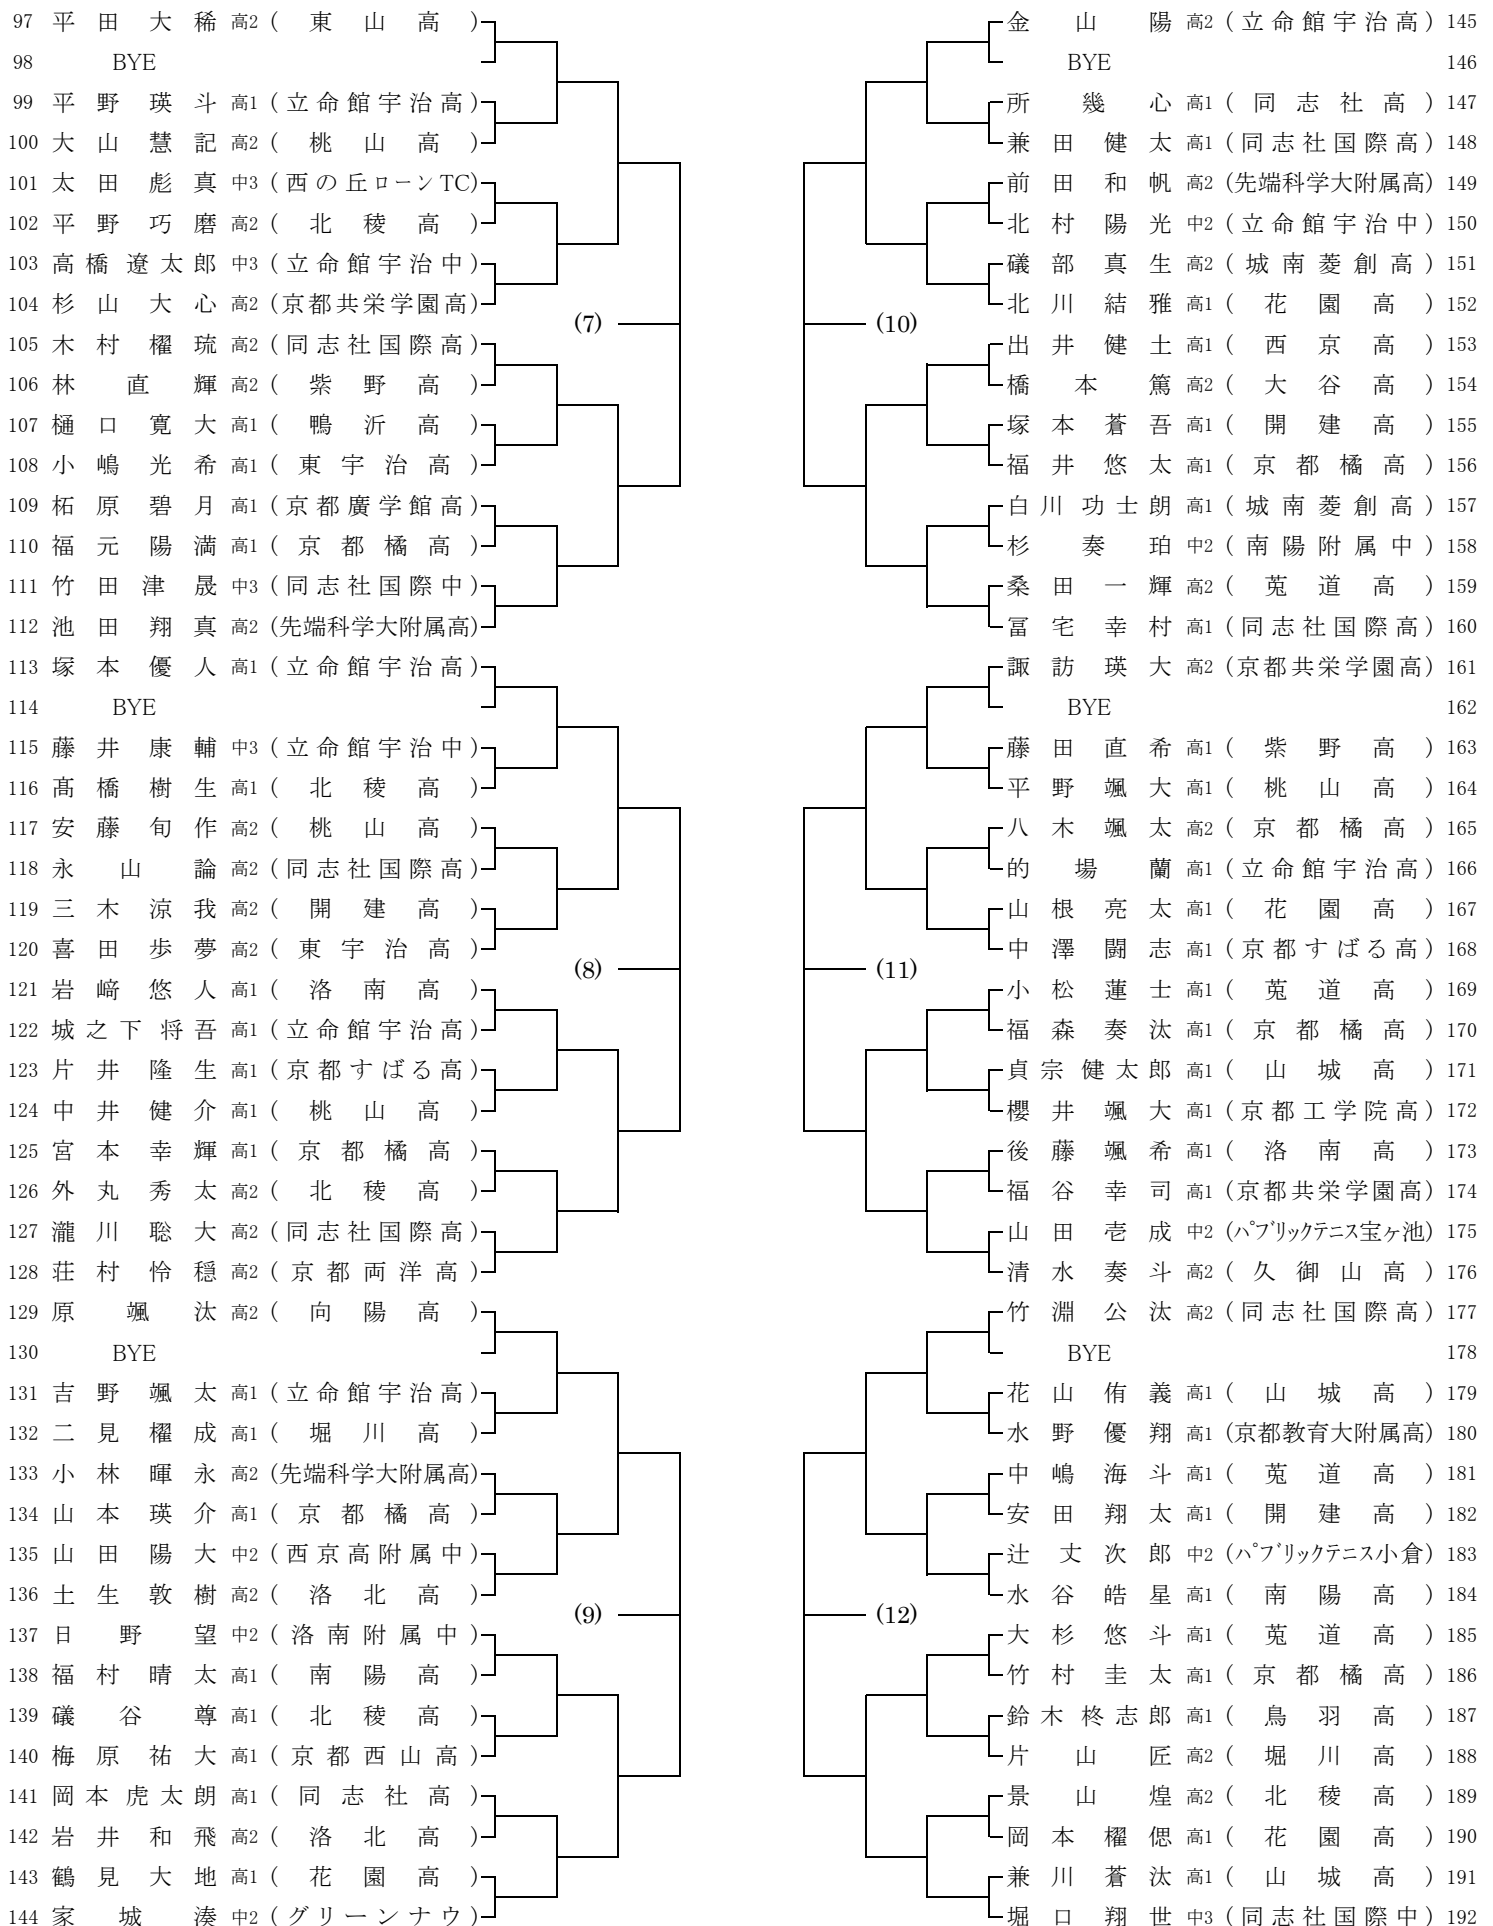 97 平田大稀 高2 (東山高)
98 BYE
99 平野瑛斗 高1 (立命館宇治高)
100 大山慧記 高2 (桃山高)
101 太田彪真 中3 (西の丘ローンTC)
102 平野巧磨 高2 (北稜高)
103 高橋遼太郎 中3 (立命館宇治中)
104 杉山大心 高2 (京都共栄学園高)
(7)
105 木村櫂琉 高2 (同志社国際高)
106 林直輝 高2 (紫野高)
107 樋口寛大 高1 (鴨沂高)
108 小嶋光希 高1 (東宇治高)
109 柘原碧月 高1 (京都廣学館高)
110 福元陽満 高1 (京都橘高)
111 竹田津晟 中3 (同志社国際中)
112 池田翔真 高2 (先端科学大附属高)
113 塚本優人 高1 (立命館宇治高)
114 BYE
115 藤井康輔 中3 (立命館宇治中)
116 髙橋樹生 高1 (北稜高)
117 安藤旬作 高2 (桃山高)
118 永山論 高2 (同志社国際高)
119 三木涼我 高2 (開建高)
120 喜田歩夢 高2 (東宇治高)
(8)
121 岩﨑悠人 高1 (洛南高)
122 城之下将吾 高1 (立命館宇治高)
123 片井隆生 高1 (京都すばる高)
124 中井健介 高1 (桃山高)
125 宮本幸輝 高1 (京都橘高)
126 外丸秀太 高2 (北稜高)
127 瀧川聡大 高2 (同志社国際高)
128 荘村怜穏 高2 (京都両洋高)
129 原颯汰 高2 (向陽高)
130 BYE
131 吉野颯太 高1 (立命館宇治高)
132 二見櫂成 高1 (堀川高)
133 小林暉永 高2 (先端科学大附属高)
134 山本瑛介 高1 (京都橘高)
135 山田陽大 中2 (西京高附属中)
136 土生敦樹 高2 (洛北高)
(9)
137 日野望 中2 (洛南附属中)
138 福村晴太 高1 (南陽高)
139 礒谷尊 高1 (北稜高)
140 梅原祐大 高1 (京都西山高)
141 岡本虎太朗 高1 (同志社高)
142 岩井和飛 高2 (洛北高)
143 鶴見大地 高1 (花園高)
144 家城湊 中2 (グリーンナウ)
金山陽 高2 (立命館宇治高) 145
BYE 146
所幾心 高1 (同志社高) 147
兼田健太 高1 (同志社国際高) 148
前田和帆 高2 (先端科学大附属高) 149
北村陽光 中2 (立命館宇治中) 150
礒部真生 高2 (城南菱創高) 151
北川結雅 高1 (花園高) 152
(10)
出井健土 高1 (西京高) 153
橋本篤 高2 (大谷高) 154
塚本蒼吾 高1 (開建高) 155
福井悠太 高1 (京都橘高) 156
白川功士朗 高1 (城南菱創高) 157
杉奏珀 中2 (南陽附属中) 158
桑田一輝 高2 (莵道高) 159
冨宅幸村 高1 (同志社国際高) 160
諏訪瑛大 高2 (京都共栄学園高) 161
BYE 162
藤田直希 高1 (紫野高) 163
平野颯大 高1 (桃山高) 164
八木颯太 高2 (京都橘高) 165
的場蘭 高1 (立命館宇治高) 166
山根亮太 高1 (花園高) 167
中澤闘志 高1 (京都すばる高) 168
(11)
小松蓮士 高1 (莵道高) 169
福森奏汰 高1 (京都橘高) 170
貞宗健太郎 高1 (山城高) 171
櫻井颯大 高1 (京都工学院高) 172
後藤颯希 高1 (洛南高) 173
福谷幸司 高1 (京都共栄学園高) 174
山田壱成 中2 (パブリックテニス宝ヶ池) 175
清水奏斗 高2 (久御山高) 176
竹淵公汰 高2 (同志社国際高) 177
BYE 178
花山侑義 高1 (山城高) 179
水野優翔 高1 (京都教育大附属高) 180
中嶋海斗 高1 (莵道高) 181
安田翔太 高1 (開建高) 182
辻丈次郎 中2 (パブリックテニス小倉) 183
水谷皓星 高1 (南陽高) 184
(12)
大杉悠斗 高1 (莵道高) 185
竹村圭太 高1 (京都橘高) 186
鈴木柊志郎 高1 (鳥羽高) 187
片山匠 高2 (堀川高) 188
景山煌 高2 (北稜高) 189
岡本櫂偲 高1 (花園高) 190
兼川蒼汰 高1 (山城高) 191
堀口翔世 中3 (同志社国際中) 192